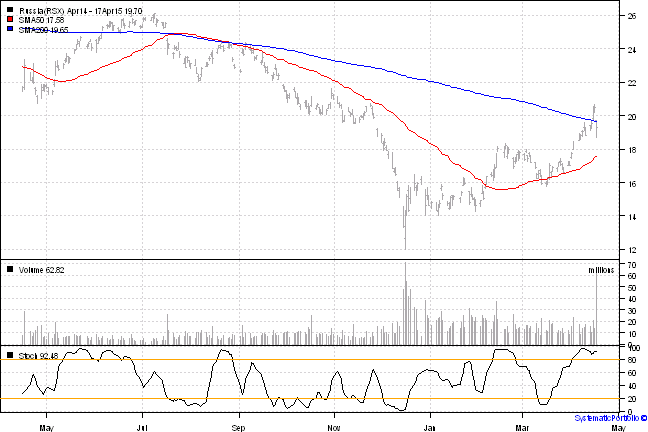 Russia(RSX) Apr14 - 17Apr15 19.70
SMA50 17.58
SMA200 19.65
26
24
22
20
18
16
14
12
Volume 62.82
millions
70
60
50
40
30
20
10
0
Stoch 92.48
100
80
60
40
20
0
SystematicPortfolio ©
May
Jul
Sep
Nov
Jan
Mar
May